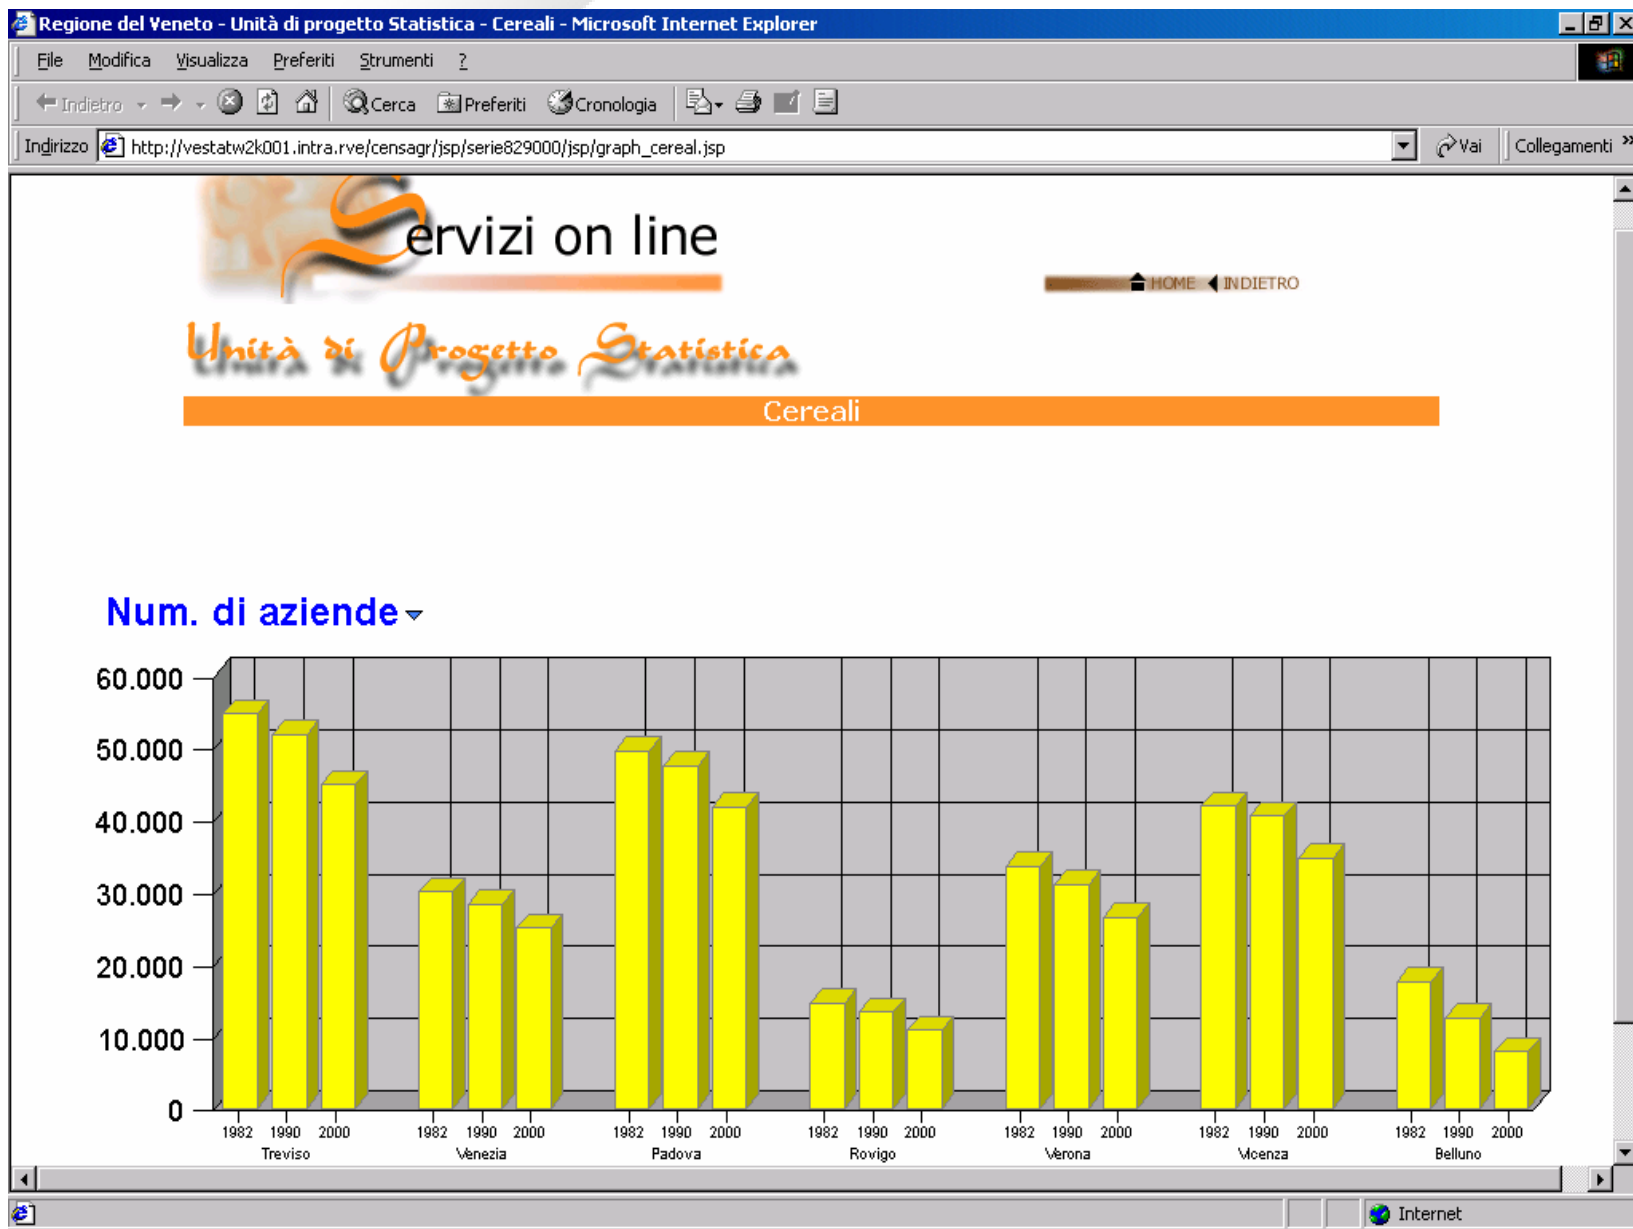 Regione del Veneto - Unità di progetto Statistica - Cereali - Microsoft Internet Explorer
File Modifica Visualizza Preferiti Strumenti ?
Indietro Cerca Preferiti Cronologia
Indirizzo http://vestatw2k001.intra.rve/censagr/jsp/serie829000/jsp/graph_cereal.jsp Vai Collegamenti »
Servizi on line
HOME INDIETRO
Unità di Progetto Statistica
Cereali
Num. di aziende
60.000
50.000
40.000
30.000
20.000
10.000
0
1982 1990 2000 1982 1990 2000 1982 1990 2000 1982 1990 2000 1982 1990 2000 1982 1990 2000 1982 1990 2000
Treviso Venezia Padova Rovigo Verona Vicenza Belluno
Internet